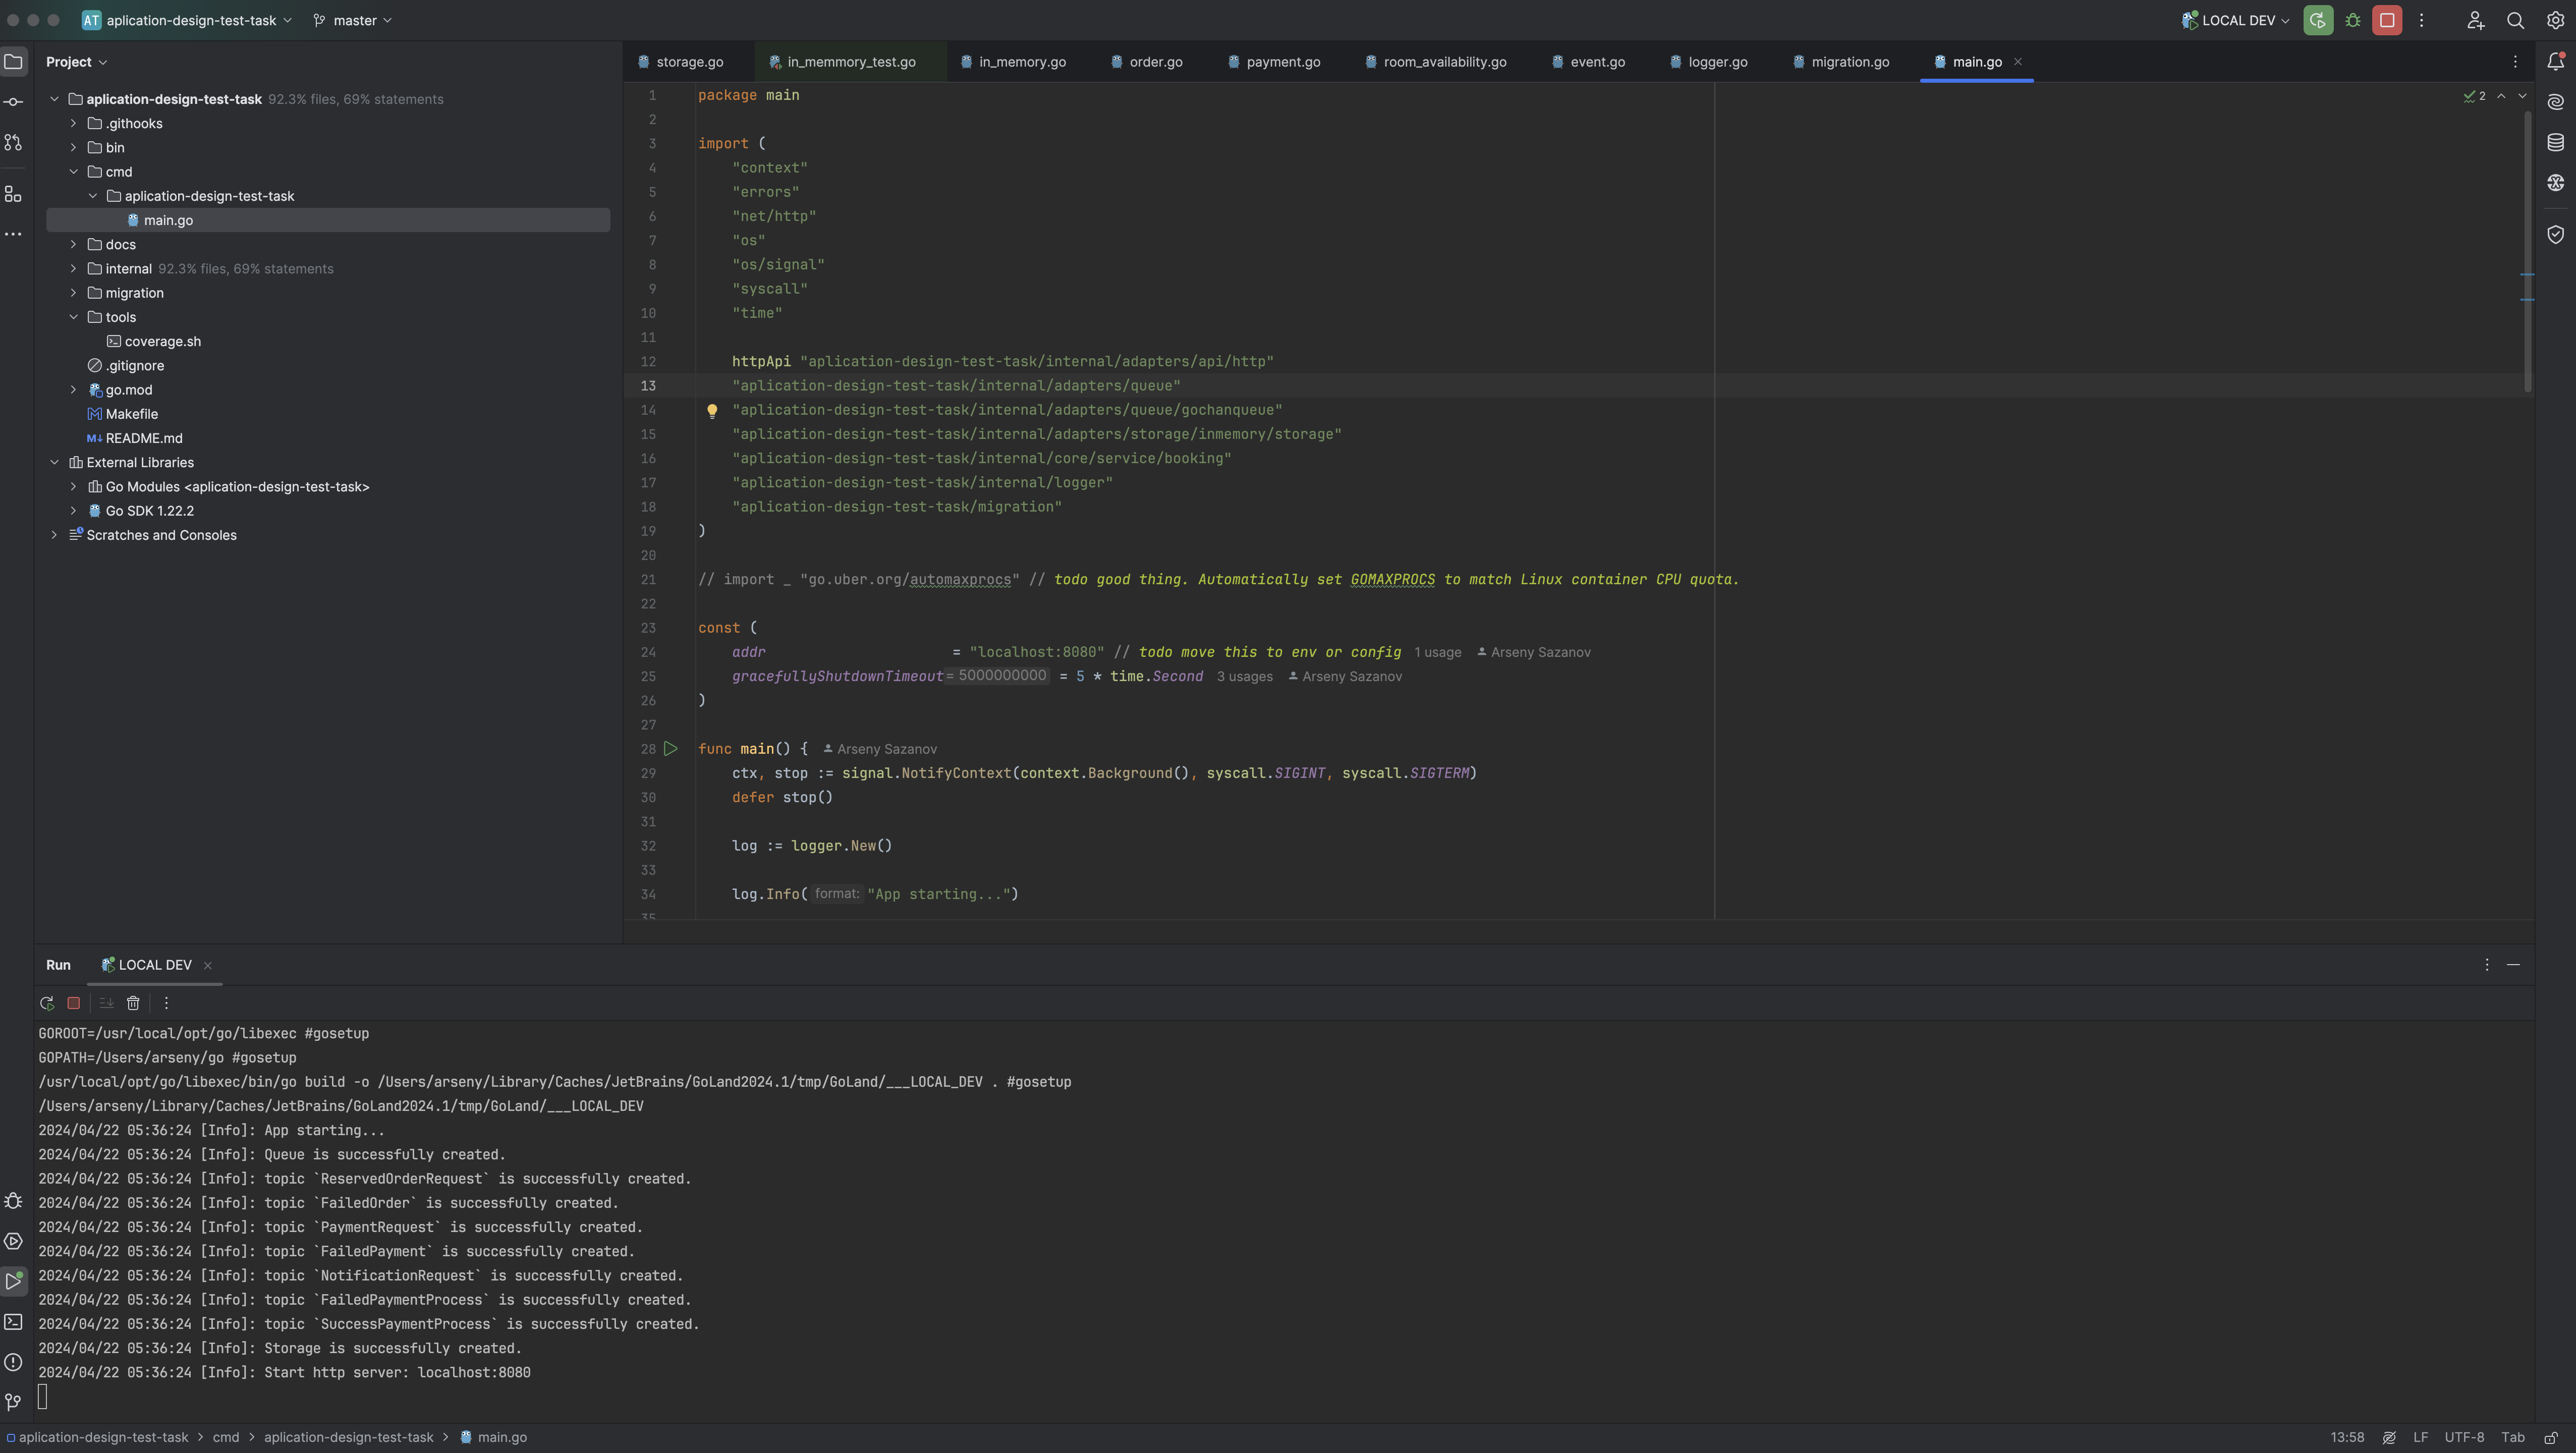 AT aplication-design-test-task master LOCAL DEV
Project
aplication-design-test-task 92.3% files, 69% statements
.githooks
bin
cmd
aplication-design-test-task
main.go
docs
internal 92.3% files, 69% statements
migration
tools
coverage.sh
.gitignore
go.mod
Makefile
M↓ README.md
External Libraries
Go Modules <aplication-design-test-task>
Go SDK 1.22.2
Scratches and Consoles
storage.go in_memmory_test.go in_memory.go order.go payment.go room_availability.go event.go logger.go migration.go main.go
2
1 package main
2
3 import (
4 "context"
5 "errors"
6 "net/http"
7 "os"
8 "os/signal"
9 "syscall"
10 "time"
11
12 httpApi "aplication-design-test-task/internal/adapters/api/http"
13 "aplication-design-test-task/internal/adapters/queue"
14 "aplication-design-test-task/internal/adapters/queue/gochanqueue"
15 "aplication-design-test-task/internal/adapters/storage/inmemory/storage"
16 "aplication-design-test-task/internal/core/service/booking"
17 "aplication-design-test-task/internal/logger"
18 "aplication-design-test-task/migration"
19 )
20
21 // import _ "go.uber.org/automaxprocs" // todo good thing. Automatically set GOMAXPROCS to match Linux container CPU quota.
22
23 const (
24 addr = "localhost:8080" // todo move this to env or config 1 usage Arseny Sazanov
25 gracefullyShutdownTimeout = 5000000000 = 5 * time.Second 3 usages Arseny Sazanov
26 )
27
28 func main() { Arseny Sazanov
29 ctx, stop := signal.NotifyContext(context.Background(), syscall.SIGINT, syscall.SIGTERM)
30 defer stop()
31
32 log := logger.New()
33
34 log.Info( format: "App starting...")
35
Run LOCAL DEV
GOROOT=/usr/local/opt/go/libexec #gosetup
GOPATH=/Users/arseny/go #gosetup
/usr/local/opt/go/libexec/bin/go build -o /Users/arseny/Library/Caches/JetBrains/GoLand2024.1/tmp/GoLand/___LOCAL_DEV . #gosetup
/Users/arseny/Library/Caches/JetBrains/GoLand2024.1/tmp/GoLand/___LOCAL_DEV
2024/04/22 05:36:24 [Info]: App starting...
2024/04/22 05:36:24 [Info]: Queue is successfully created.
2024/04/22 05:36:24 [Info]: topic `ReservedOrderRequest` is successfully created.
2024/04/22 05:36:24 [Info]: topic `FailedOrder` is successfully created.
2024/04/22 05:36:24 [Info]: topic `PaymentRequest` is successfully created.
2024/04/22 05:36:24 [Info]: topic `FailedPayment` is successfully created.
2024/04/22 05:36:24 [Info]: topic `NotificationRequest` is successfully created.
2024/04/22 05:36:24 [Info]: topic `FailedPaymentProcess` is successfully created.
2024/04/22 05:36:24 [Info]: topic `SuccessPaymentProcess` is successfully created.
2024/04/22 05:36:24 [Info]: Storage is successfully created.
2024/04/22 05:36:24 [Info]: Start http server: localhost:8080
aplication-design-test-task > cmd > aplication-design-test-task > main.go 13:58 LF UTF-8 Tab